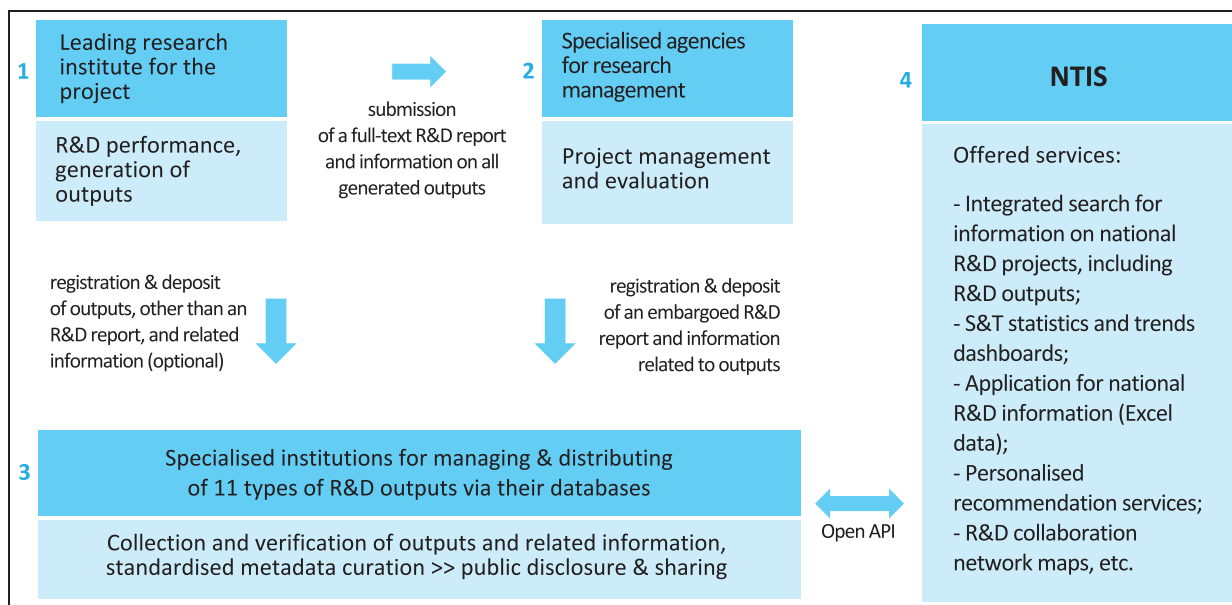 1
Leading research
institute for the
project
R&D performance,
generation of
outputs
submission
of a full-text R&D report
and information on all
generated outputs
2
Specialised agencies
for research
management
Project management
and evaluation
registration & deposit
of outputs, other than an
R&D report, and related
information (optional)
registration & deposit
of an embargoed R&D
report and information
related to outputs
3
Specialised institutions for managing & distributing
of 11 types of R&D outputs via their databases
Collection and verification of outputs and related information,
standardised metadata curation >> public disclosure & sharing
Open API
4
NTIS
Offered services:
- Integrated search for
information on national
R&D projects, including
R&D outputs;
- S&T statistics and trends
dashboards;
- Application for national
R&D information (Excel
data);
- Personalised
recommendation services;
- R&D collaboration
network maps, etc.